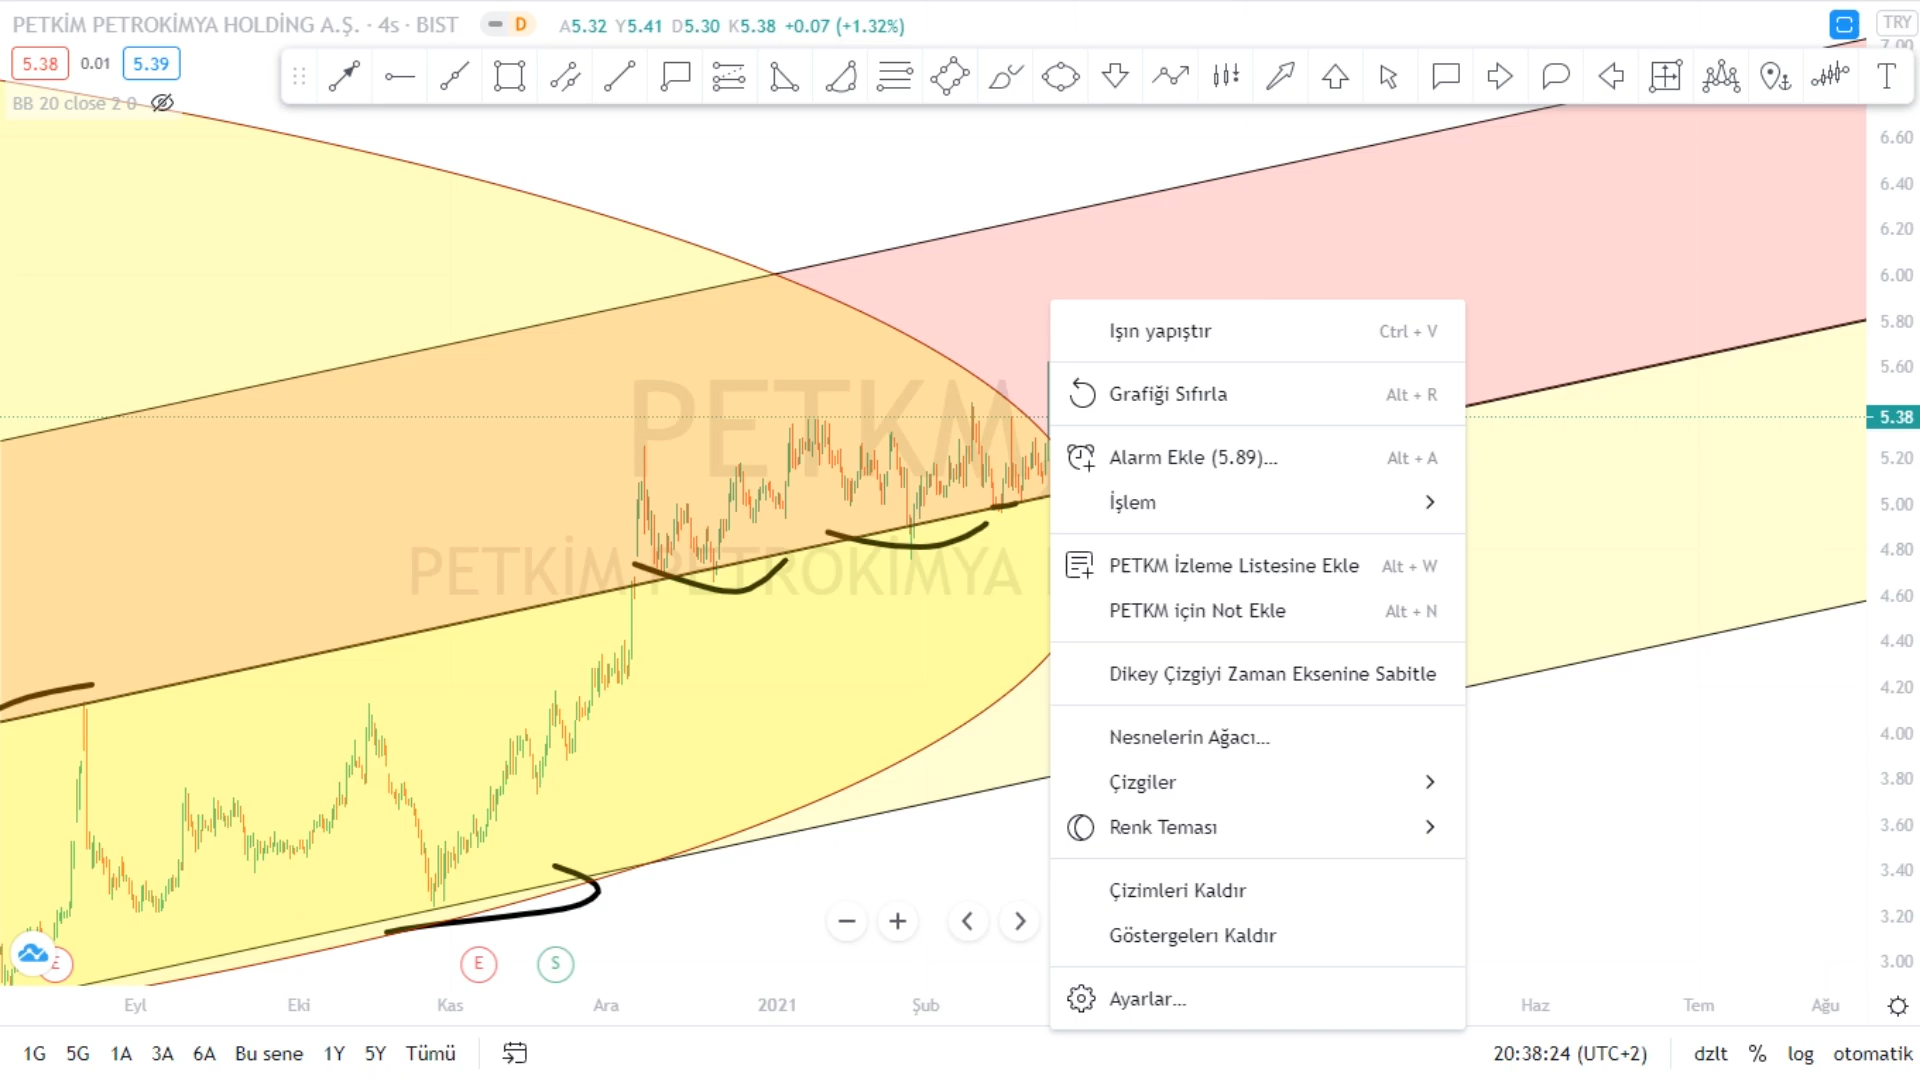 PETKİM PETROKİMYA HOLDİNG A.Ş. · 4s · BIST D A5.32 Y5.41 D5.30 K5.38 +0.07 (+1.32%)
TRY
7.00
5.38 0.01 5.39
BB 20 close 2 0
T
6.60
6.40
6.20
6.00
5.80
5.60
5.38
5.20
5.00
4.80
4.60
4.40
4.20
4.00
3.80
3.60
3.40
3.20
3.00
PETKM
PETKİM PETROKİMYA
Işın yapıştır Ctrl + V
Grafiği Sıfırla Alt + R
Alarm Ekle (5.89)... Alt + A
İşlem
PETKM İzleme Listesine Ekle Alt + W
PETKM için Not Ekle Alt + N
Dikey Çizgiyi Zaman Eksenine Sabitle
Nesnelerin Ağacı...
Çizgiler
Renk Teması
Çizimleri Kaldır
Göstergeleri Kaldır
Ayarlar...
E E S
Eyl Eki Kas Ara 2021 Şub Haz Tem Ağu
1G 5G 1A 3A 6A Bu sene 1Y 5Y Tümü 20:38:24 (UTC+2) dzlt % log otomatik